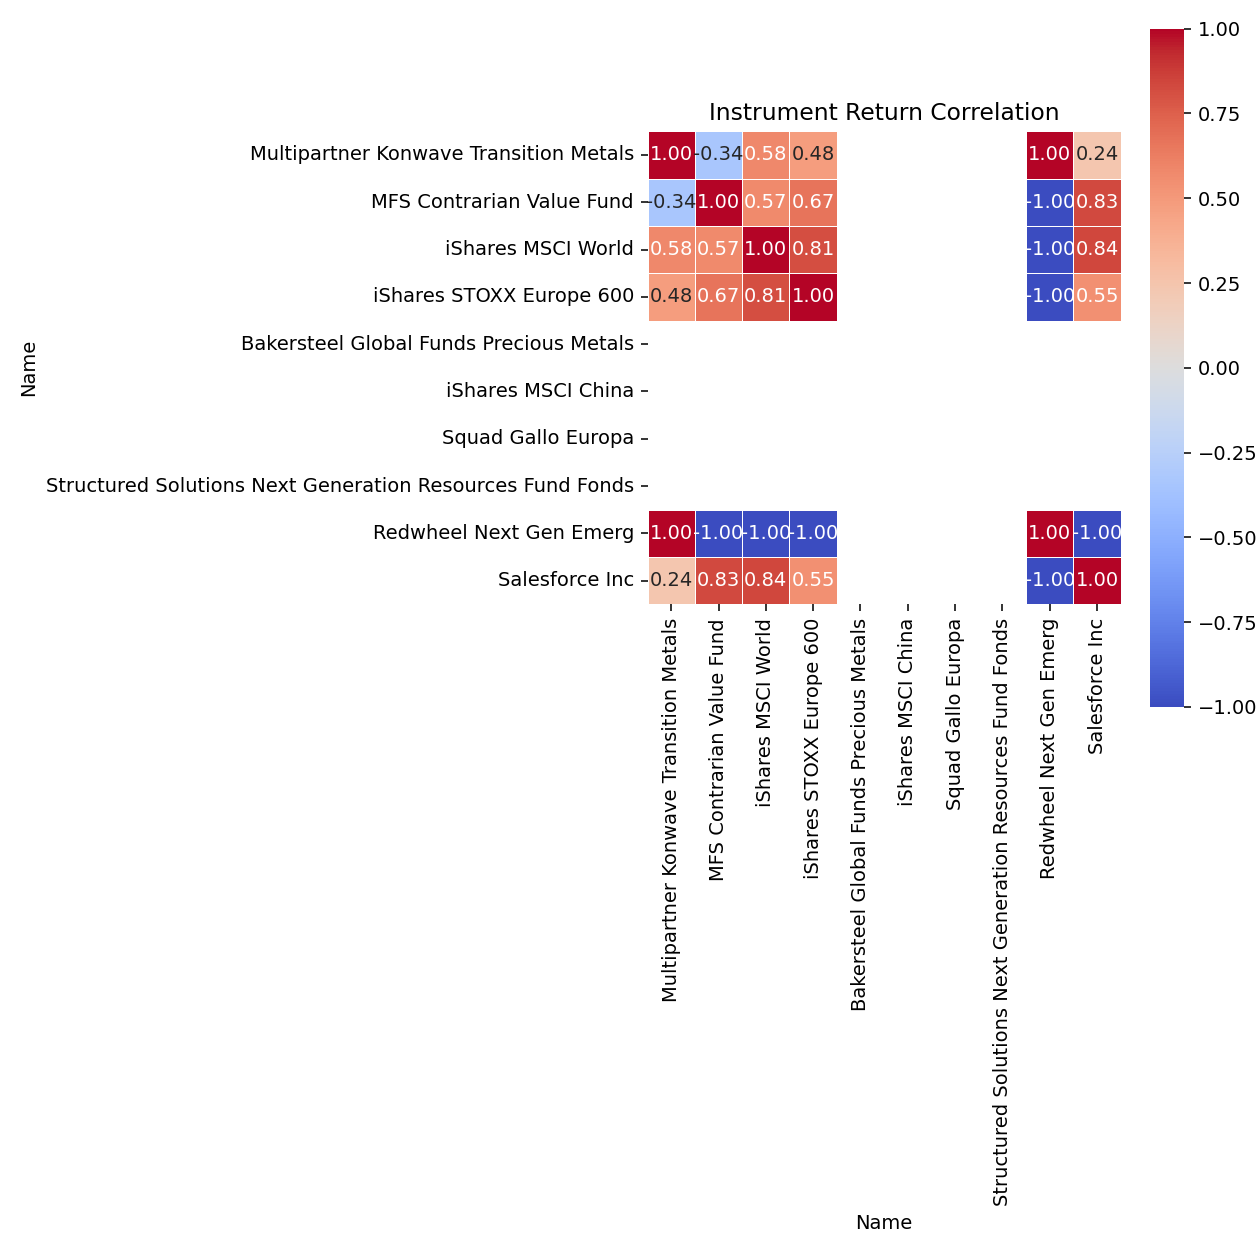 Instrument Return Correlation
Multipartner Konwave Transition Metals 1.00 -0.34 0.58 0.48 1.00 0.24
MFS Contrarian Value Fund -0.34 1.00 0.57 0.67 -1.00 0.83
iShares MSCI World 0.58 0.57 1.00 0.81 -1.00 0.84
iShares STOXX Europe 600 0.48 0.67 0.81 1.00 -1.00 0.55
Bakersteel Global Funds Precious Metals
iShares MSCI China
Squad Gallo Europa
Structured Solutions Next Generation Resources Fund Fonds
Redwheel Next Gen Emerg 1.00 -1.00 -1.00 -1.00 1.00 -1.00
Salesforce Inc 0.24 0.83 0.84 0.55 -1.00 1.00
Name
Multipartner Konwave Transition Metals
MFS Contrarian Value Fund
iShares MSCI World
iShares STOXX Europe 600
Bakersteel Global Funds Precious Metals
iShares MSCI China
Squad Gallo Europa
Structured Solutions Next Generation Resources Fund Fonds
Redwheel Next Gen Emerg
Salesforce Inc
Name
1.00
0.75
0.50
0.25
0.00
−0.25
−0.50
−0.75
−1.00